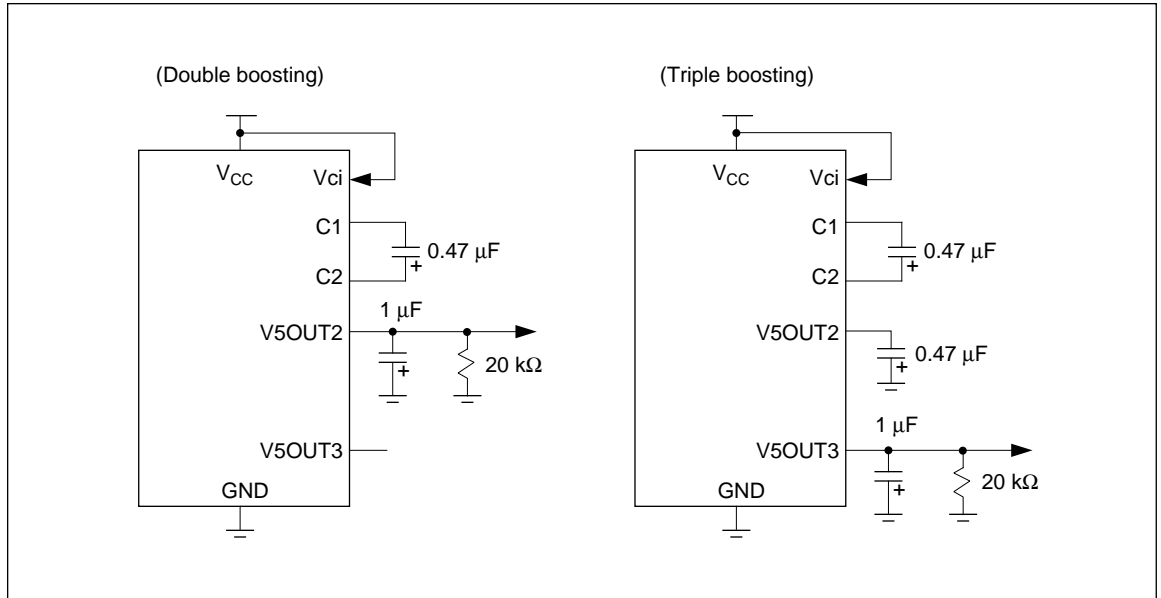 (Double boosting)
VCC
Vci
C1
0.47 μF
+
C2
1 μF
V5OUT2
+
20 kΩ
V5OUT3
GND
(Triple boosting)
VCC
Vci
C1
0.47 μF
+
C2
V5OUT2
0.47 μF
+
1 μF
V5OUT3
+
20 kΩ
GND